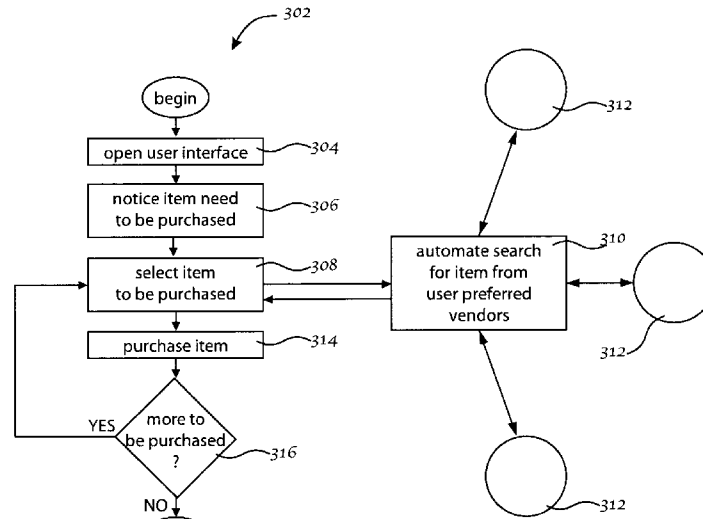 302
begin
open user interface
304
notice item need
to be purchased
306
select item
to be purchased
308
purchase item
314
YES
more to
be purchased
?
316
NO
automate search
for item from
user preferred
vendors
310
312
312
312